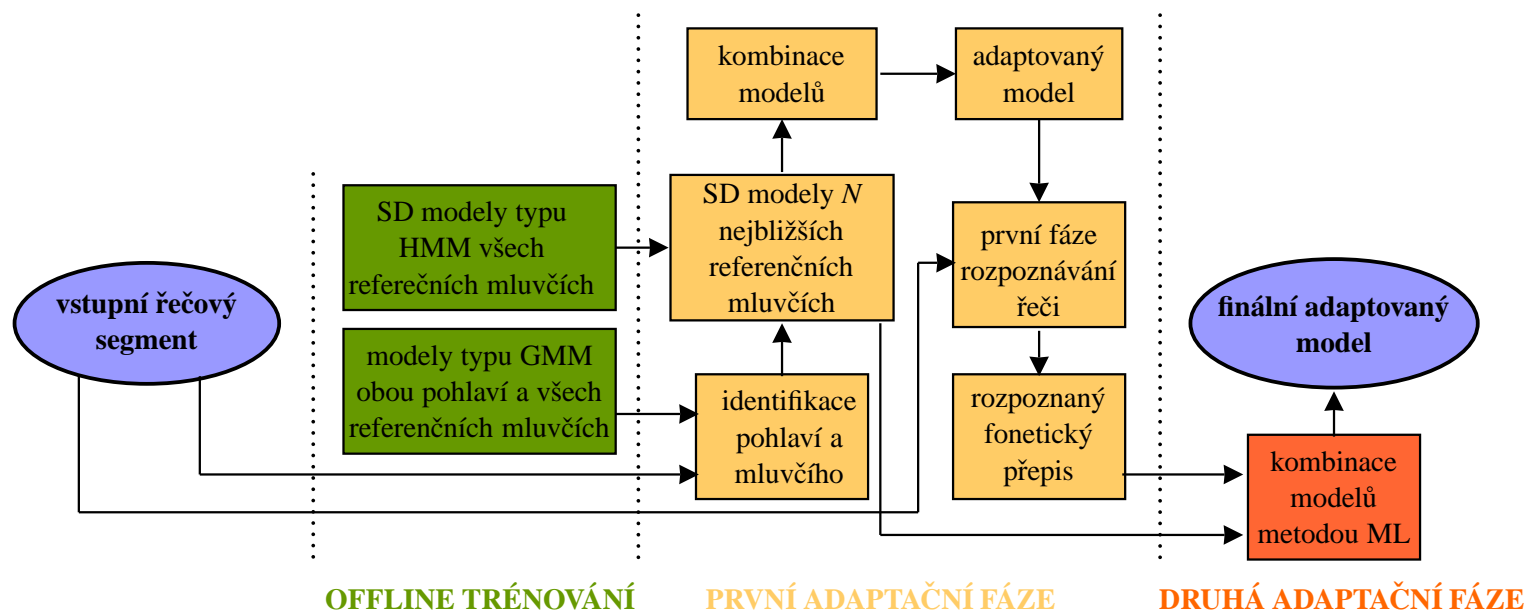 kombinace
modelů
adaptovaný
model
SD modely typu
HMM všech
referečních mluvčích
SD modely N
nejbližších
referenčních
mluvčích
první fáze
rozpoznávání
řeči
vstupní řečový
segment
finální adaptovaný
model
modely typu GMM
obou pohlaví a všech
referenčních mluvčích
identifikace
pohlaví a
mluvčího
rozpoznaný
fonetický
přepis
kombinace
modelů
metodou ML
OFFLINE TRÉNOVÁNÍ
PRVNÍ ADAPTAČNÍ FÁZE
DRUHÁ ADAPTAČNÍ FÁZE